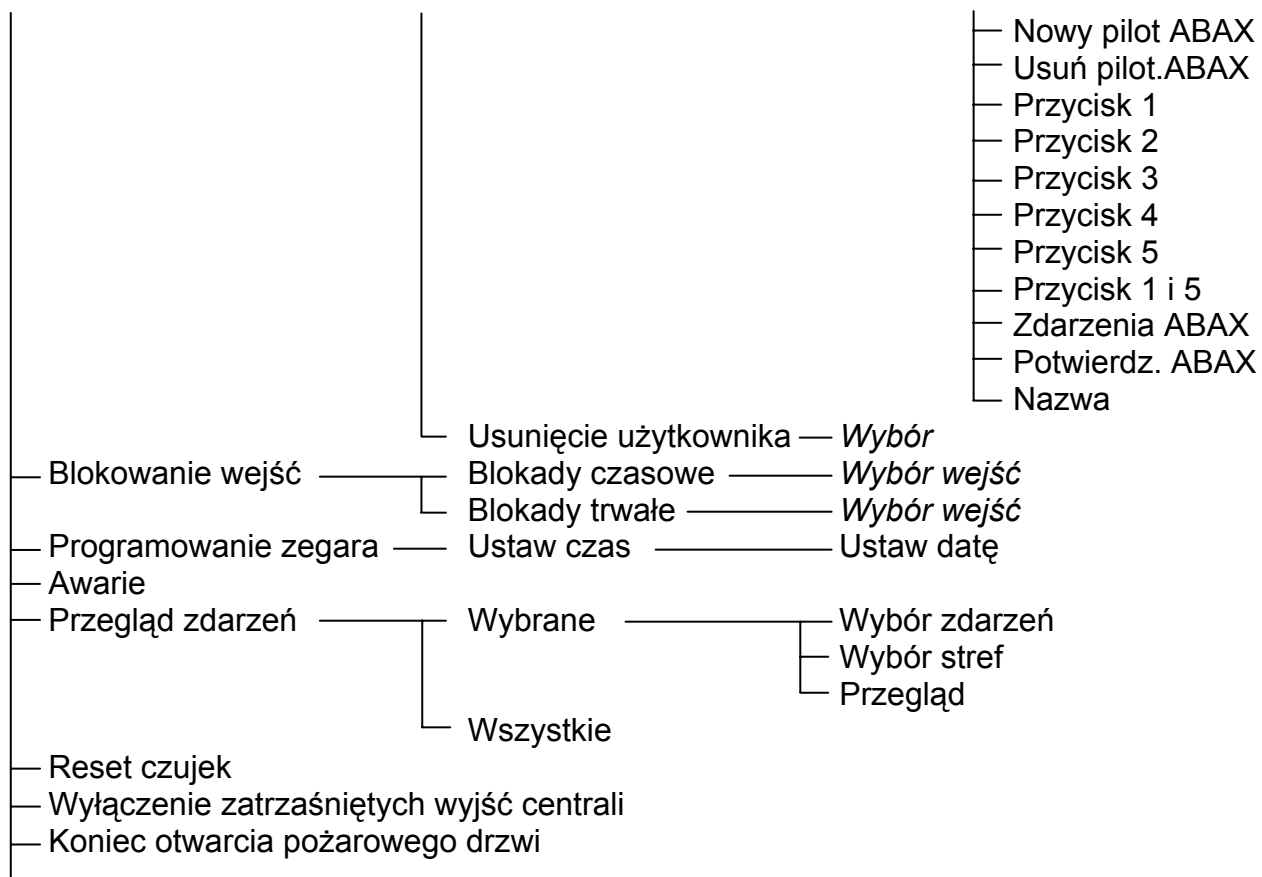 Nowy pilot ABAX
Usuń pilot.ABAX
Przycisk 1
Przycisk 2
Przycisk 3
Przycisk 4
Przycisk 5
Przycisk 1 i 5
Zdarzenia ABAX
Potwierdz. ABAX
Nazwa
Usunięcie użytkownika Wybór
Blokowanie wejść Blokady czasowe Wybór wejść
Blokady trwałe Wybór wejść
Programowanie zegara Ustaw czas Ustaw datę
Awarie
Przegląd zdarzeń Wybrane Wybór zdarzeń
Wybór stref
Przegląd
Wszystkie
Reset czujek
Wyłączenie zatrzaśniętych wyjść centrali
Koniec otwarcia pożarowego drzwi